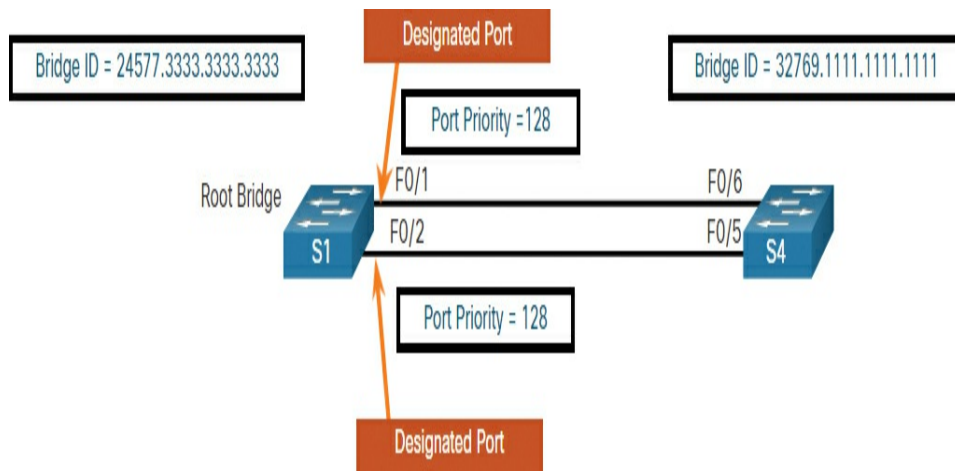 Designated Port
Bridge ID = 24577.3333.3333.3333
Bridge ID = 32769.1111.1111.1111
Port Priority =128
Root Bridge
F0/1
F0/6
F0/2
F0/5
S1
S4
Port Priority = 128
Designated Port